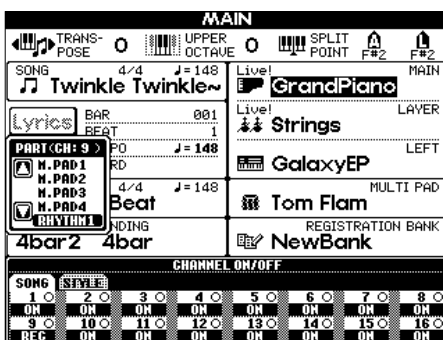 MAIN
TRANS-
POSE 0 UPPER
OCTAVE 0 SPLIT
POINT F#2 F#2
SONG 4/4 ♩=148
Twinkle Twinkle~
Lyrics BAR 001
BEAT 1
PO ♩=148
RD
4/4 ♩=148
Beat
NDING
4bar2 4bar
PART(CH: 9 )
M.PAD1
M.PAD2
M.PAD3
M.PAD4
RHYTHM1
Live! MAIN
GrandPiano
Live! LAYER
Strings
LEFT
GalaxyEP
MULTI PAD
Tom Flam
REGISTRATION BANK
NewBank
CHANNEL ON/OFF
SONG STYLE
1 2 3 4 5 6 7 8
ON ON ON ON ON ON ON ON
9 10 11 12 13 14 15 16
REC ON ON ON ON ON ON ON